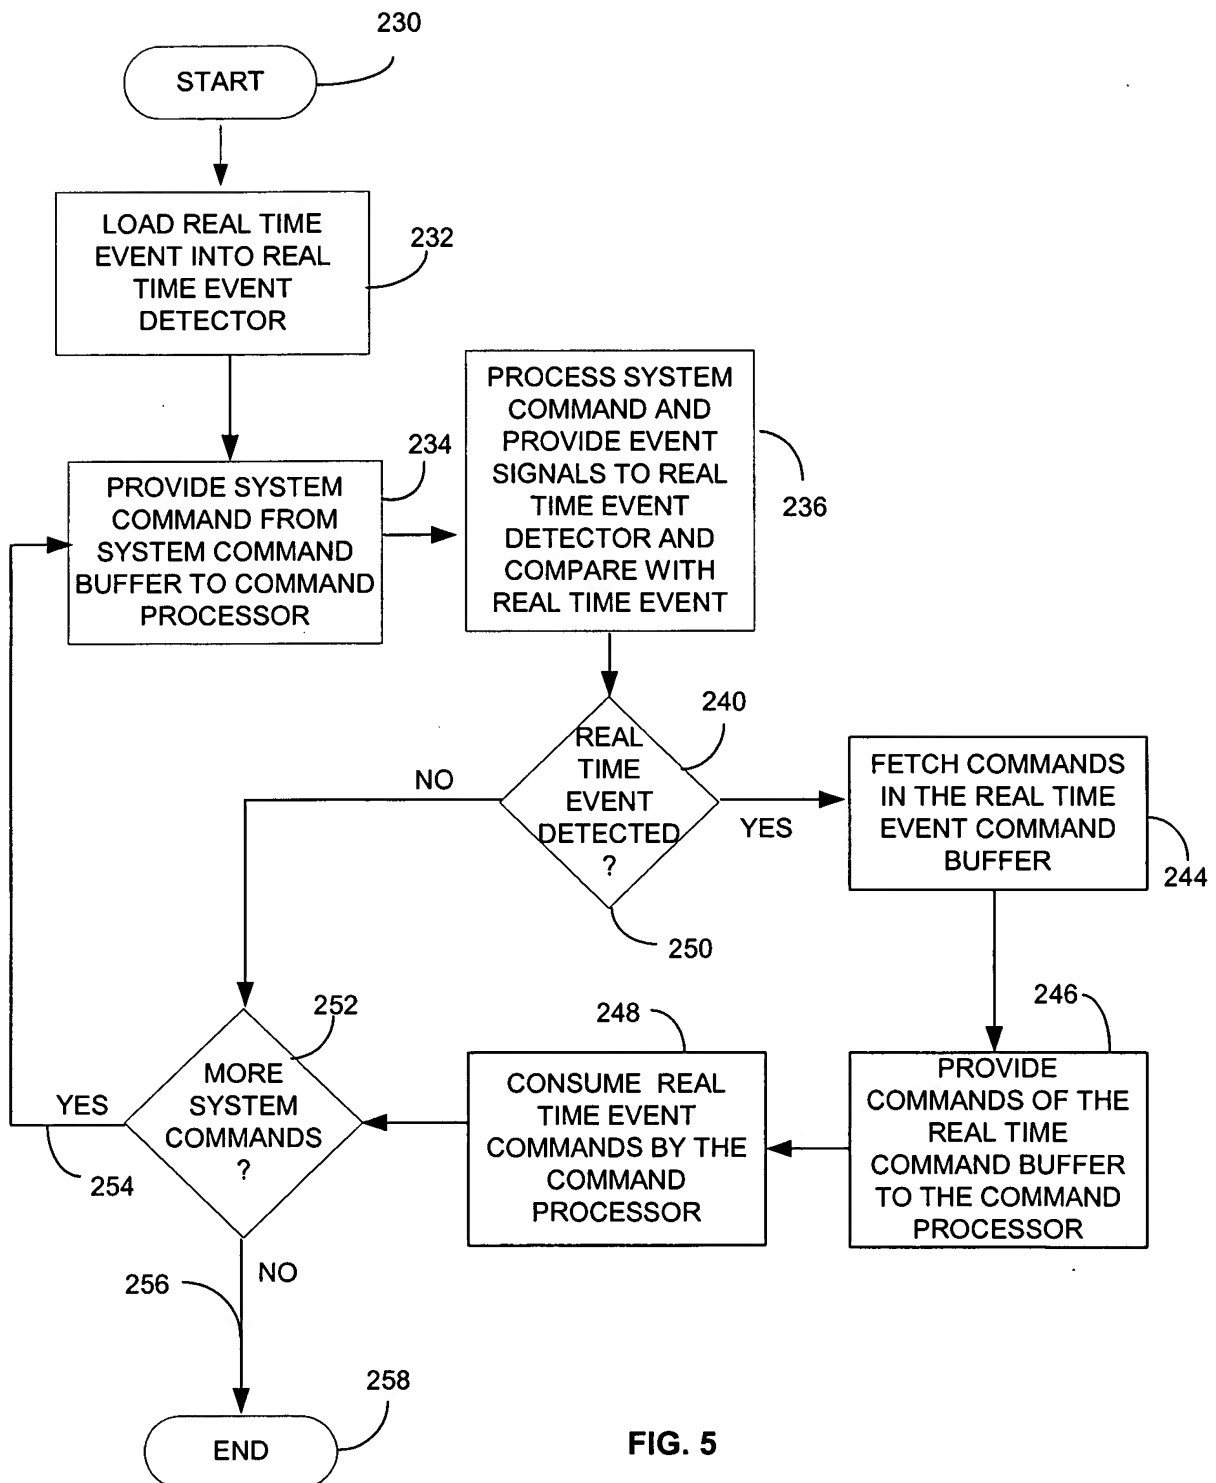 230
START
LOAD REAL TIME
EVENT INTO REAL
TIME EVENT
DETECTOR
232
PROVIDE SYSTEM
COMMAND FROM
SYSTEM COMMAND
BUFFER TO COMMAND
PROCESSOR
234
PROCESS SYSTEM
COMMAND AND
PROVIDE EVENT
SIGNALS TO REAL
TIME EVENT
DETECTOR AND
COMPARE WITH
REAL TIME EVENT
236
240
REAL
TIME
EVENT
DETECTED
?
NO
YES
250
FETCH COMMANDS
IN THE REAL TIME
EVENT COMMAND
BUFFER
244
246
PROVIDE
COMMANDS OF THE
REAL TIME
COMMAND BUFFER
TO THE COMMAND
PROCESSOR
248
CONSUME REAL
TIME EVENT
COMMANDS BY THE
COMMAND
PROCESSOR
252
MORE
SYSTEM
COMMANDS
?
YES
254
NO
256
258
END
FIG. 5